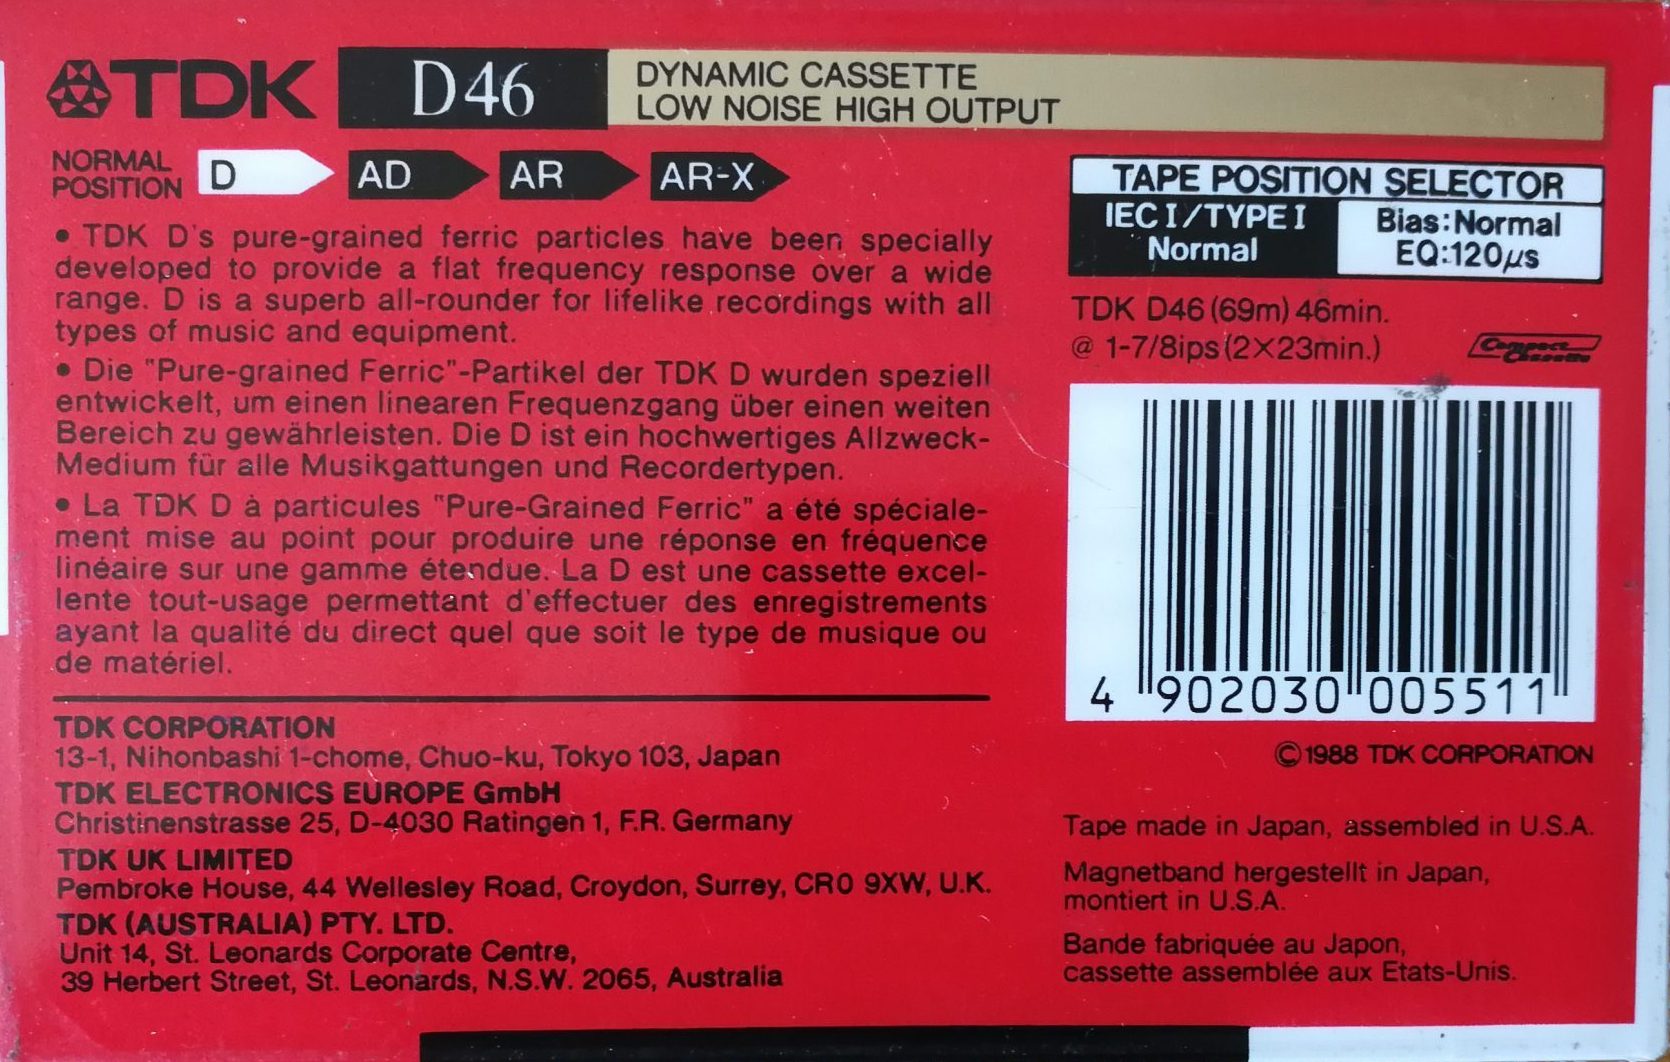 TDK D46 DYNAMIC CASSETTE
LOW NOISE HIGH OUTPUT
NORMAL
POSITION
D AD AR AR-X
• TDK D's pure-grained ferric particles have been specially
developed to provide a flat frequency response over a wide
range. D is a superb all-rounder for lifelike recordings with all
types of music and equipment.
• Die "Pure-grained Ferric"-Partikel der TDK D wurden speziell
entwickelt, um einen linearen Frequenzgang über einen weiten
Bereich zu gewährleisten. Die D ist ein hochwertiges Allzweck-
Medium für alle Musikgattungen und Recordertypen.
• La TDK D à particules "Pure-Grained Ferric" a été spéciale-
ment mise au point pour produire une réponse en fréquence
linéaire sur une gamme étendue. La D est une cassette excel-
lente tout-usage permettant d'effectuer des enregistrements
ayant la qualité du direct quel que soit le type de musique ou
de matériel.
TDK CORPORATION
13-1, Nihonbashi 1-chome, Chuo-ku, Tokyo 103, Japan
TDK ELECTRONICS EUROPE GmbH
Christinenstrasse 25, D-4030 Ratingen 1, F.R. Germany
TDK UK LIMITED
Pembroke House, 44 Wellesley Road, Croydon, Surrey, CR0 9XW, U.K.
TDK (AUSTRALIA) PTY. LTD.
Unit 14, St. Leonards Corporate Centre,
39 Herbert Street, St. Leonards, N.S.W. 2065, Australia
TAPE POSITION SELECTOR
IEC I/TYPE I
Normal
Bias:Normal
EQ:120µs
TDK D46 (69m) 46min.
@ 1-7/8ips (2X23min.)
Compact
Cassette
4 902030 005511
©1988 TDK CORPORATION
Tape made in Japan, assembled in U.S.A.
Magnetband hergestellt in Japan,
montiert in U.S.A.
Bande fabriquée au Japon,
cassette assemblée aux Etats-Unis.